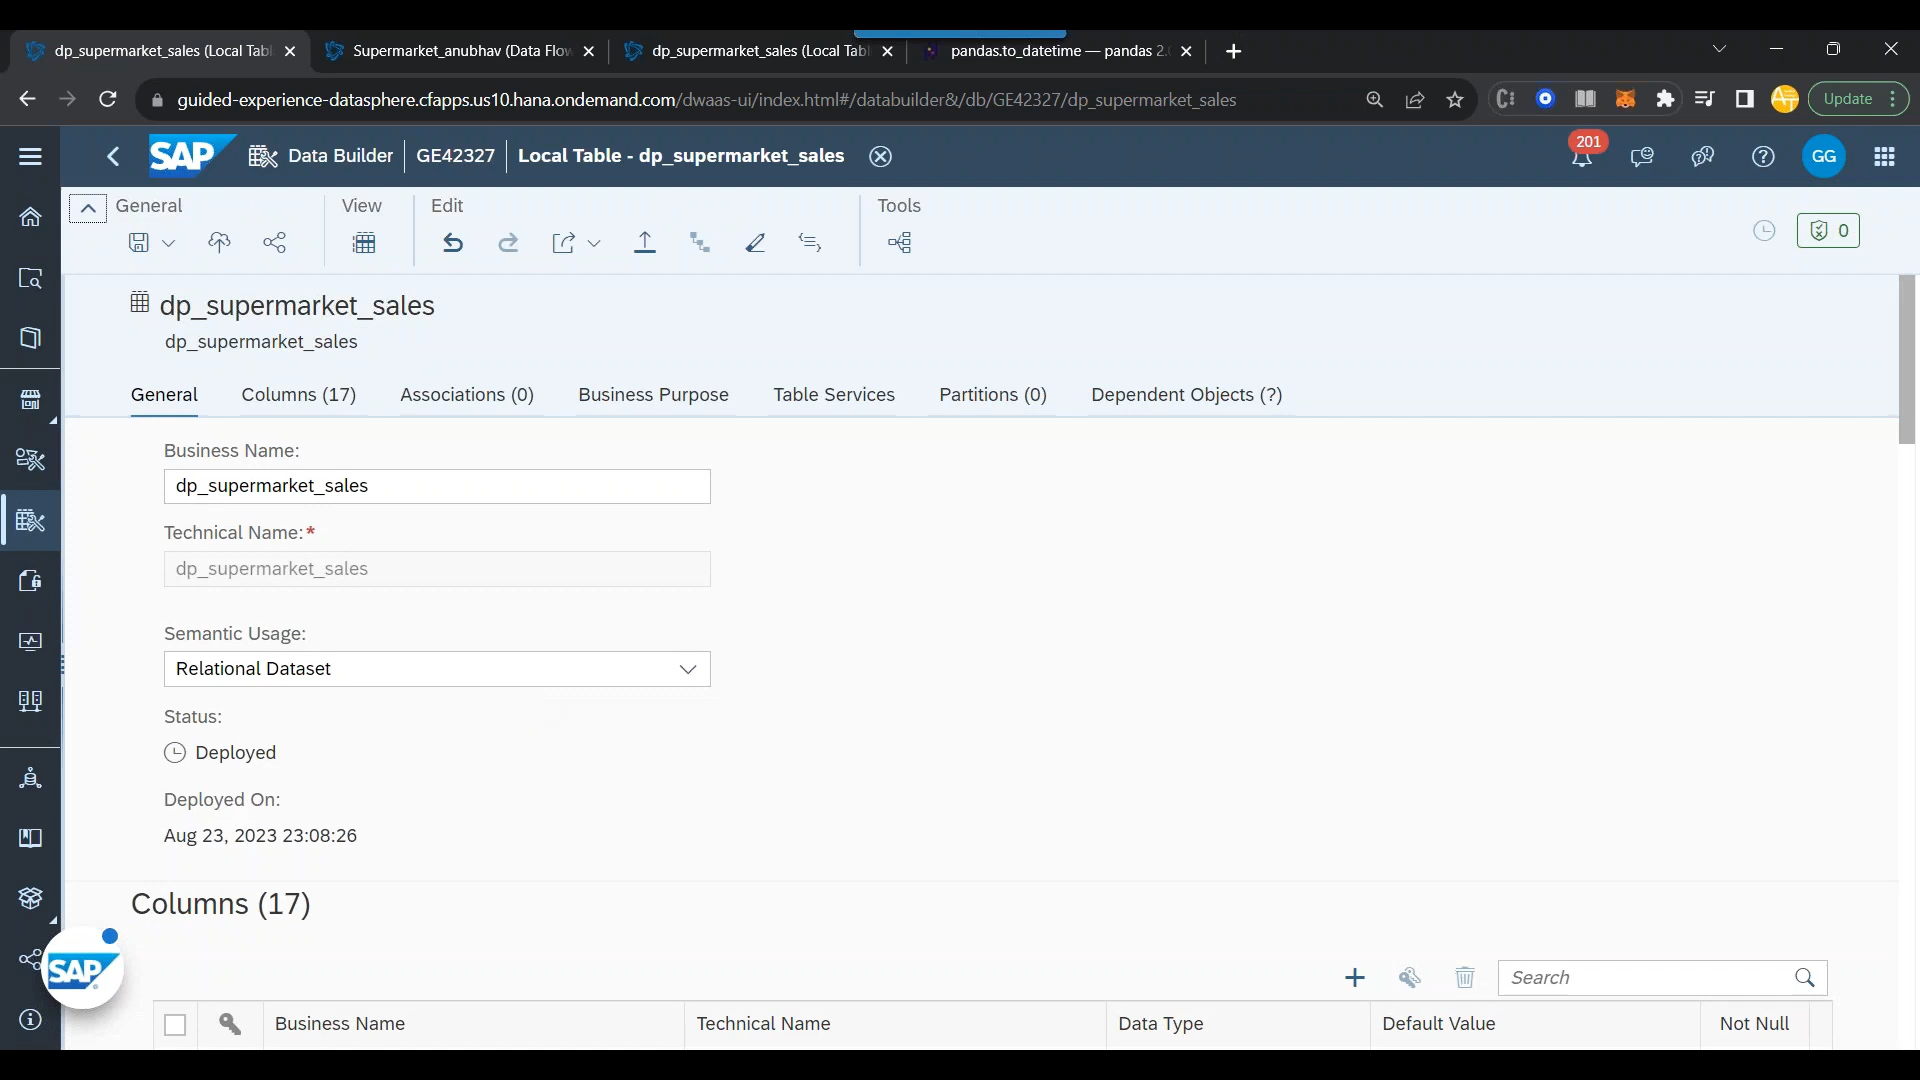 dp_supermarket_sales (Local Tabl
Supermarket_anubhav (Data Flow
dp_supermarket_sales (Local Tabl
pandas.to_datetime — pandas 2.
guided-experience-datasphere.cfapps.us10.hana.ondemand.com/dwaas-ui/index.html#/databuilder&/db/GE42327/dp_supermarket_sales
Update
SAP
Data Builder
GE42327
Local Table - dp_supermarket_sales
201
GG
General
View
Edit
Tools
0
dp_supermarket_sales
dp_supermarket_sales
General
Columns (17)
Associations (0)
Business Purpose
Table Services
Partitions (0)
Dependent Objects (?)
Business Name:
dp_supermarket_sales
Technical Name:*
dp_supermarket_sales
Semantic Usage:
Relational Dataset
Status:
Deployed
Deployed On:
Aug 23, 2023 23:08:26
Columns (17)
SAP
Search
Business Name
Technical Name
Data Type
Default Value
Not Null